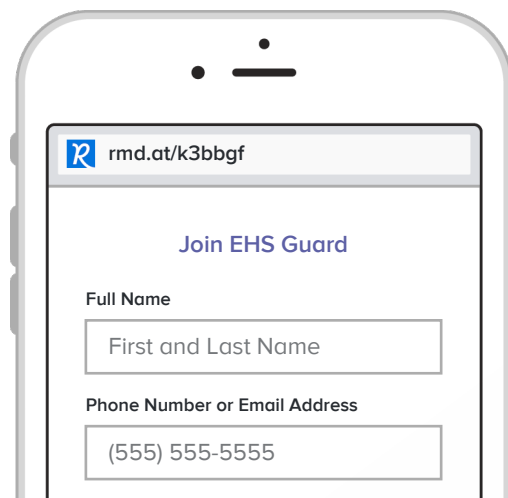 rmd.at/k3bbgf
Join EHS Guard
Full Name
First and Last Name
Phone Number or Email Address
(555) 555-5555